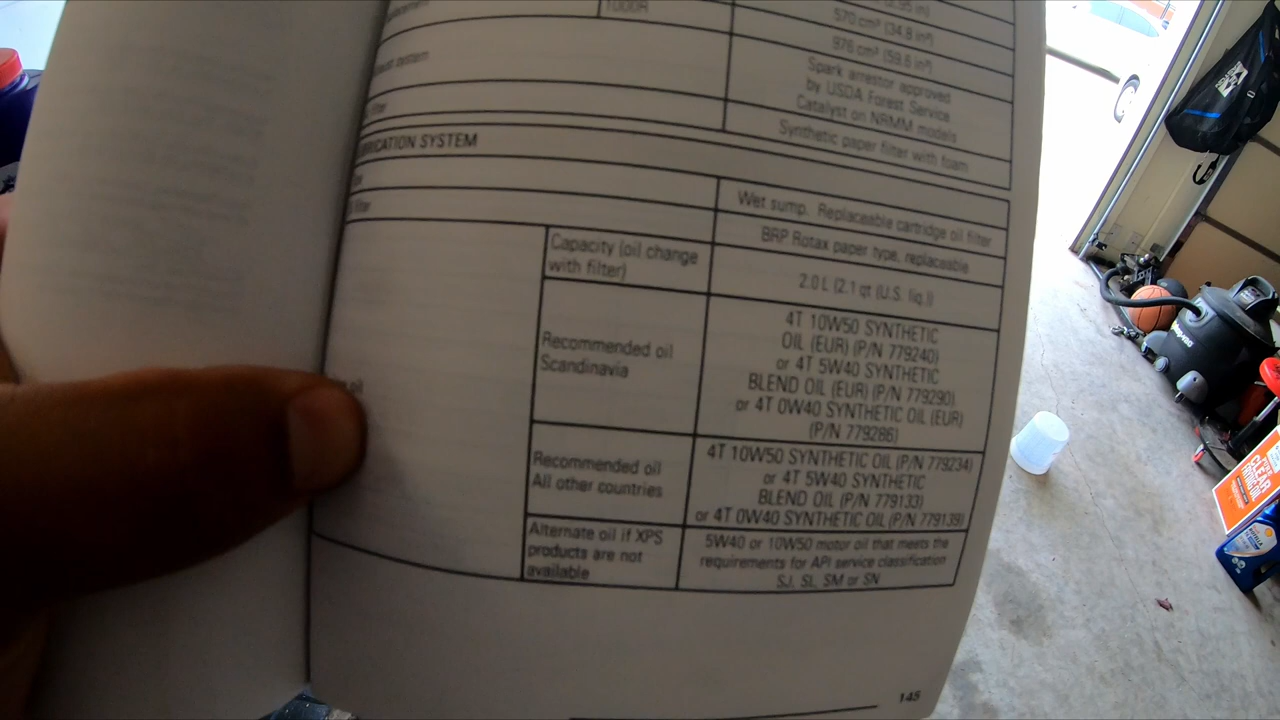 1000R
570 cm³ (34.8 in³)
976 cm³ (59.6 in³)
Spark arrestor approved
by USDA Forest Service
Catalyst on NRMM models
Synthetic paper filter with foam
SYSTEM
Wet sump. Replaceable cartridge oil filter
BRP Rotax paper type, replaceable
Capacity (oil change
with filter)
2.0 L (2.1 qt (U.S. liq.))
Recommended oil
Scandinavia
4T 10W50 SYNTHETIC
OIL (EUR) (P/N 779240)
or 4T 5W40 SYNTHETIC
BLEND OIL (EUR) (P/N 779290)
or 4T 0W40 SYNTHETIC OIL (EUR)
(P/N 779286)
Recommended oil
All other countries
4T 10W50 SYNTHETIC OIL (P/N 779234)
or 4T 5W40 SYNTHETIC
BLEND OIL (P/N 779133)
or 4T 0W40 SYNTHETIC OIL (P/N 779139)
Alternate oil if XPS
products are not
available
5W40 or 10W50 motor oil that meets the
requirements for API service classification
SJ, SL, SM or SN
145